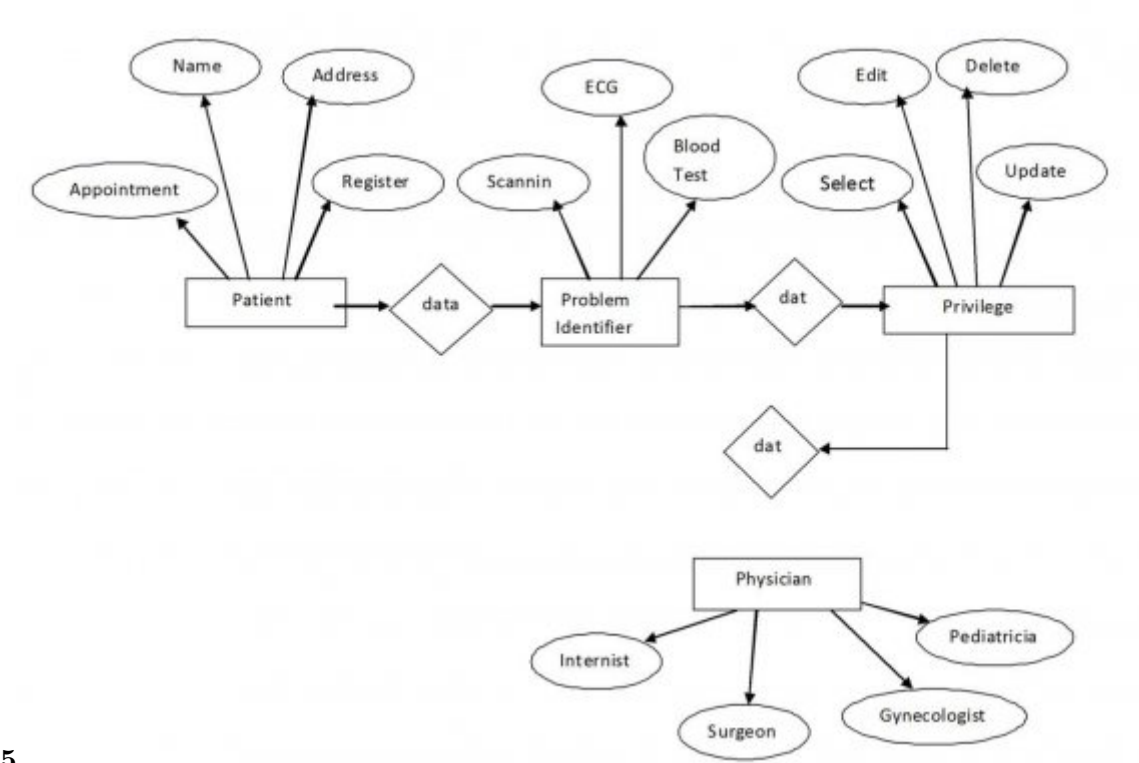 Name
Address
ECG
Edit
Delete
Appointment
Register
Scannin
Blood
Test
Select
Update
Patient
data
Problem
Identifier
dat
Privilege
dat
Physician
Internist
Pediatricia
Surgeon
Gynecologist
5